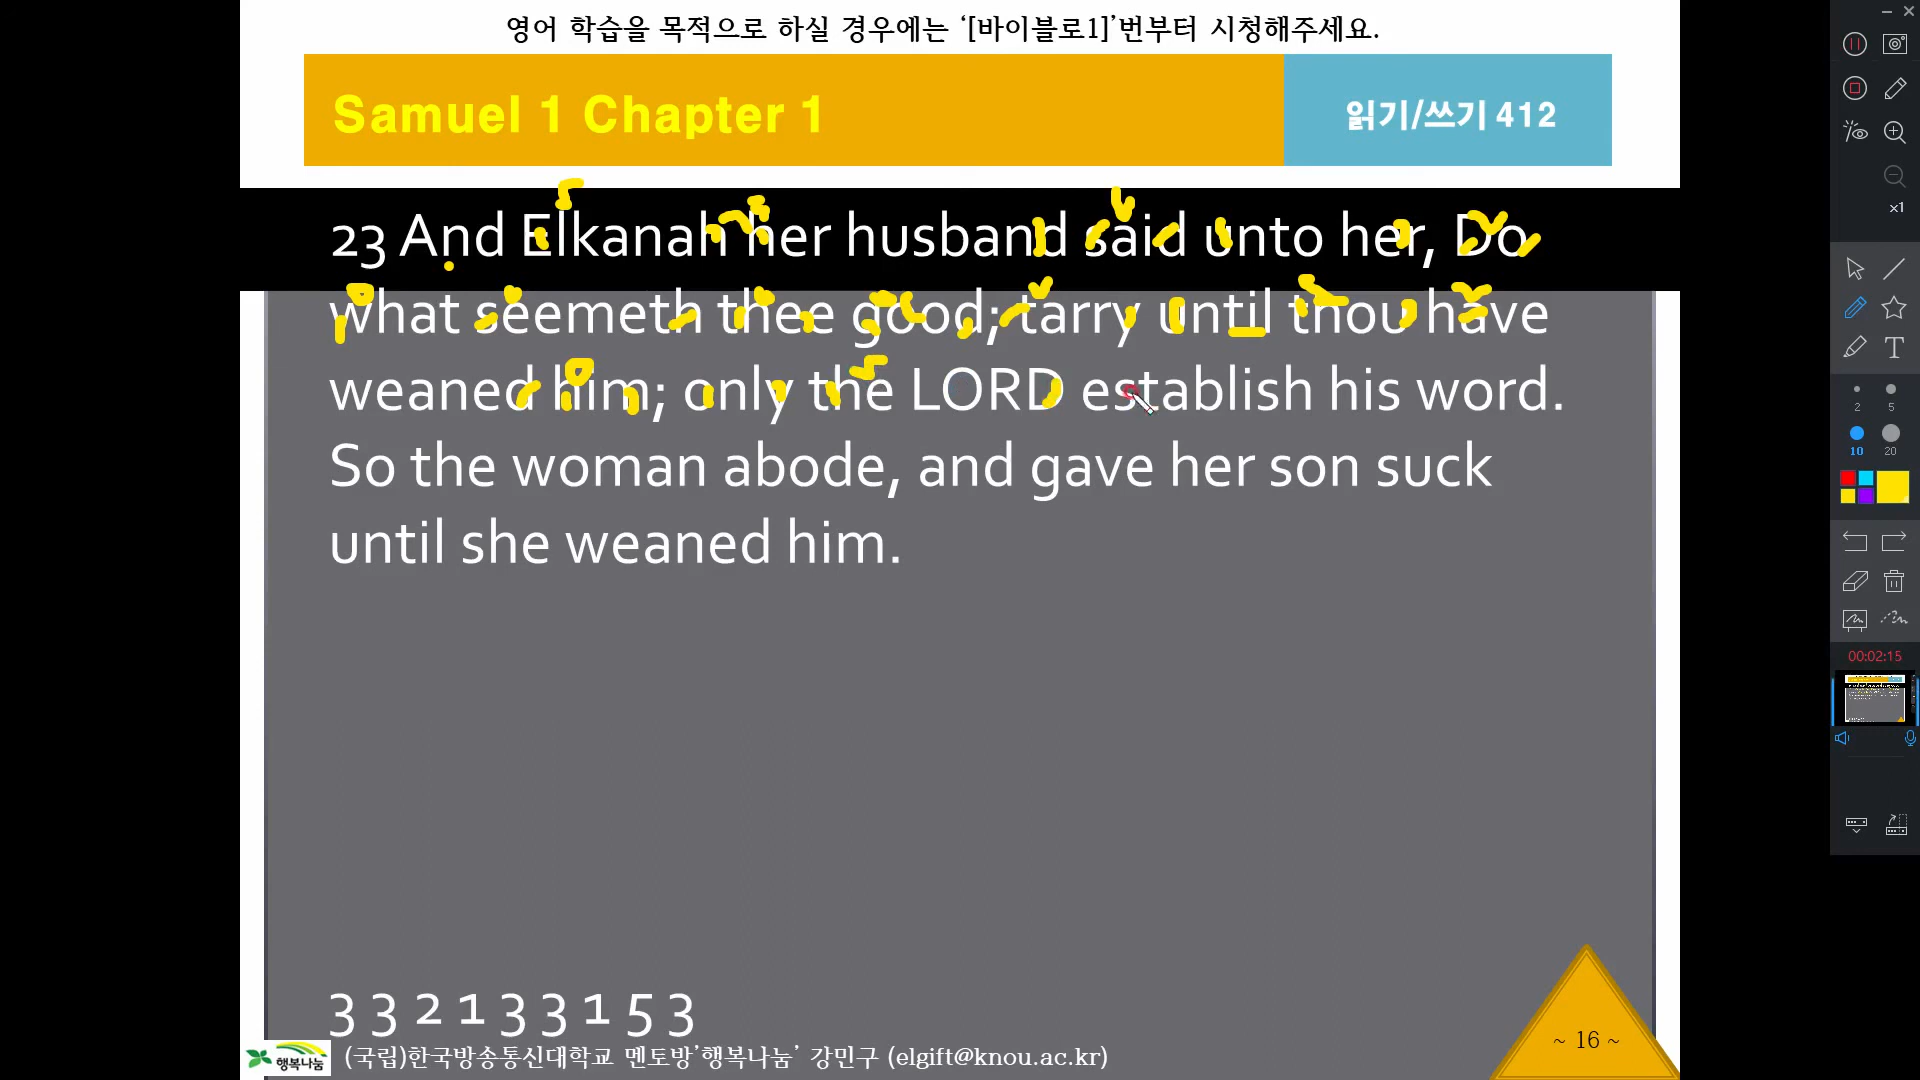 영어 학습을 목적으로 하실 경우에는 ‘[바이블로1]’번부터 시청해주세요.
Samuel 1 Chapter 1
읽기/쓰기 412
23 And Elkanah her husband said unto her, Do
what seemeth thee good; tarry until thou have
weaned him; only the LORD establish his word.
So the woman abode, and gave her son suck
until she weaned him.
3 3 2 1 3 3 1 5 3
~ 16 ~
행복나눔
(국립)한국방송통신대학교 멘토방’행복나눔’ 강민구 (elgift@knou.ac.kr)
x1
T
2 5
10 20
00:02:15